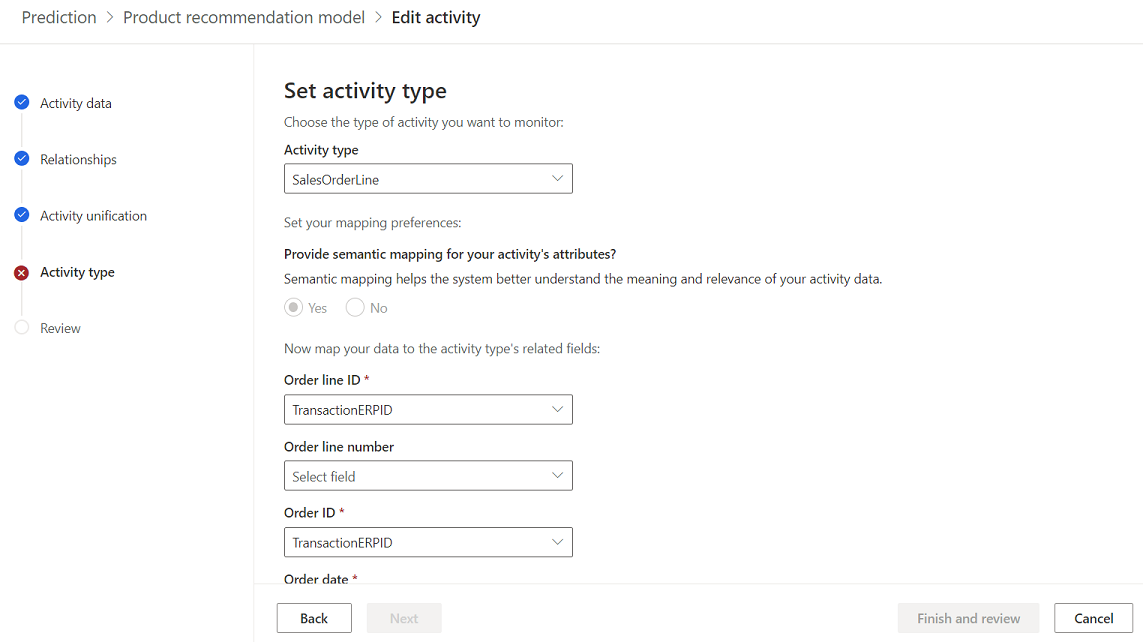 Prediction > Product recommendation model > Edit activity
Activity data
Relationships
Activity unification
Activity type
Review
Set activity type
Choose the type of activity you want to monitor:
Activity type
SalesOrderLine
Set your mapping preferences:
Provide semantic mapping for your activity's attributes?
Semantic mapping helps the system better understand the meaning and relevance of your activity data.
Yes No
Now map your data to the activity type's related fields:
Order line ID *
TransactionERPID
Order line number
Select field
Order ID *
TransactionERPID
Order date *
Back Next Finish and review Cancel